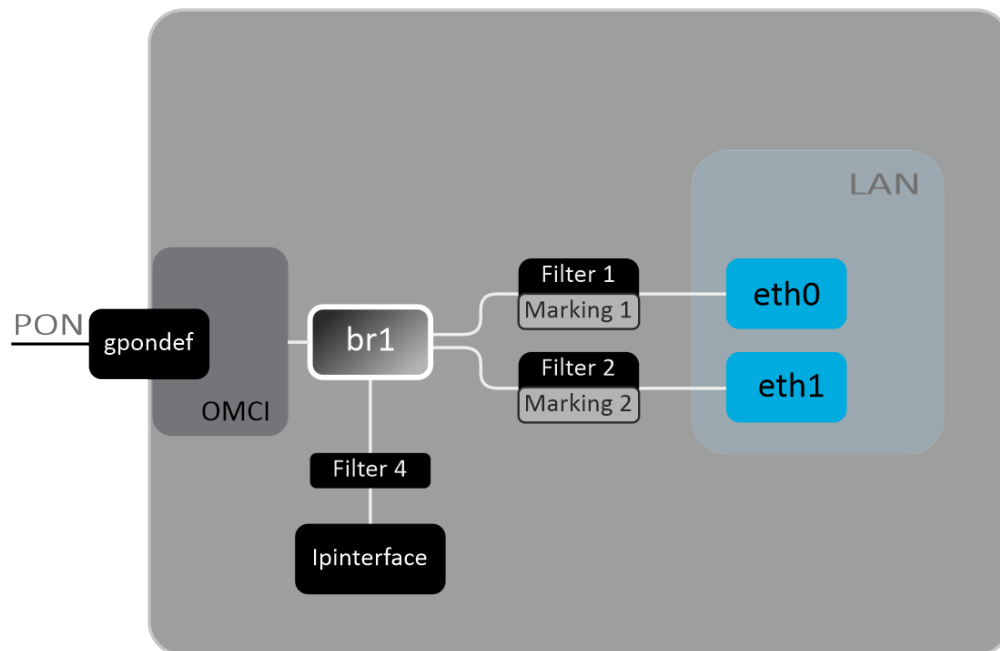 LAN
Filter 1
Marking 1
eth0
PON
gpondef
br1
Filter 2
Marking 2
eth1
OMCI
Filter 4
Ipinterface